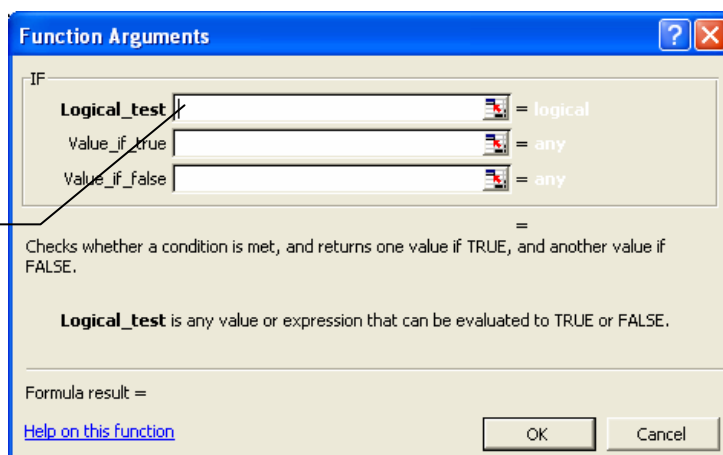 Function Arguments
IF
Logical_test = logical
Value_if_true = any
Value_if_false = any
=
Checks whether a condition is met, and returns one value if TRUE, and another value if
FALSE.
Logical_test is any value or expression that can be evaluated to TRUE or FALSE.
Formula result =
Help on this function OK Cancel